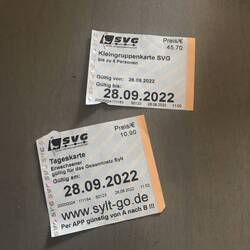 SVG
Preis/€
45,70
Kleingruppenkarte SVG
bis zu 5 Personen
Gültig von: 28.09.2022
Gültig bis:
28.09.2022
SVG
Preis/€
10,90
Tageskarte
Erwachsener
gültig für das Gesamtnetz Sylt
Gültig am:
28.09.2022
www.sylt-go.de
Per APP günstig von A nach B !!!